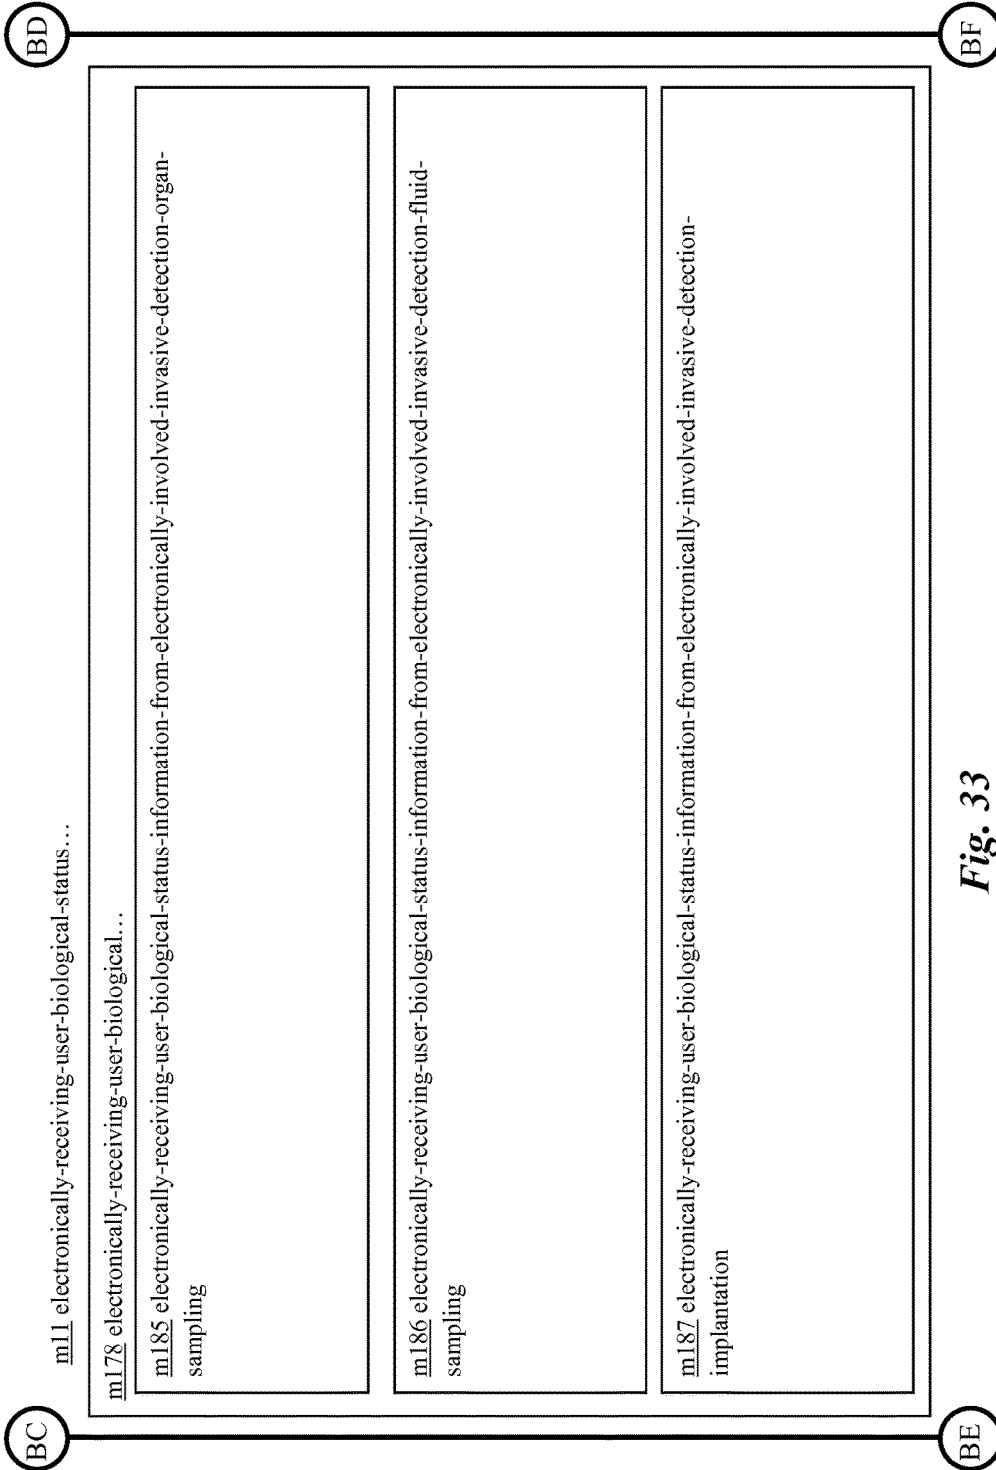 BC
BD
m11 electronically-receiving-user-biological-status…
m178 electronically-receiving-user-biological…
m185 electronically-receiving-user-biological-status-information-from-electronically-involved-invasive-detection-organ-
sampling
m186 electronically-receiving-user-biological-status-information-from-electronically-involved-invasive-detection-fluid-
sampling
m187 electronically-receiving-user-biological-status-information-from-electronically-involved-invasive-detection-
implantation
BE
BF
Fig. 33